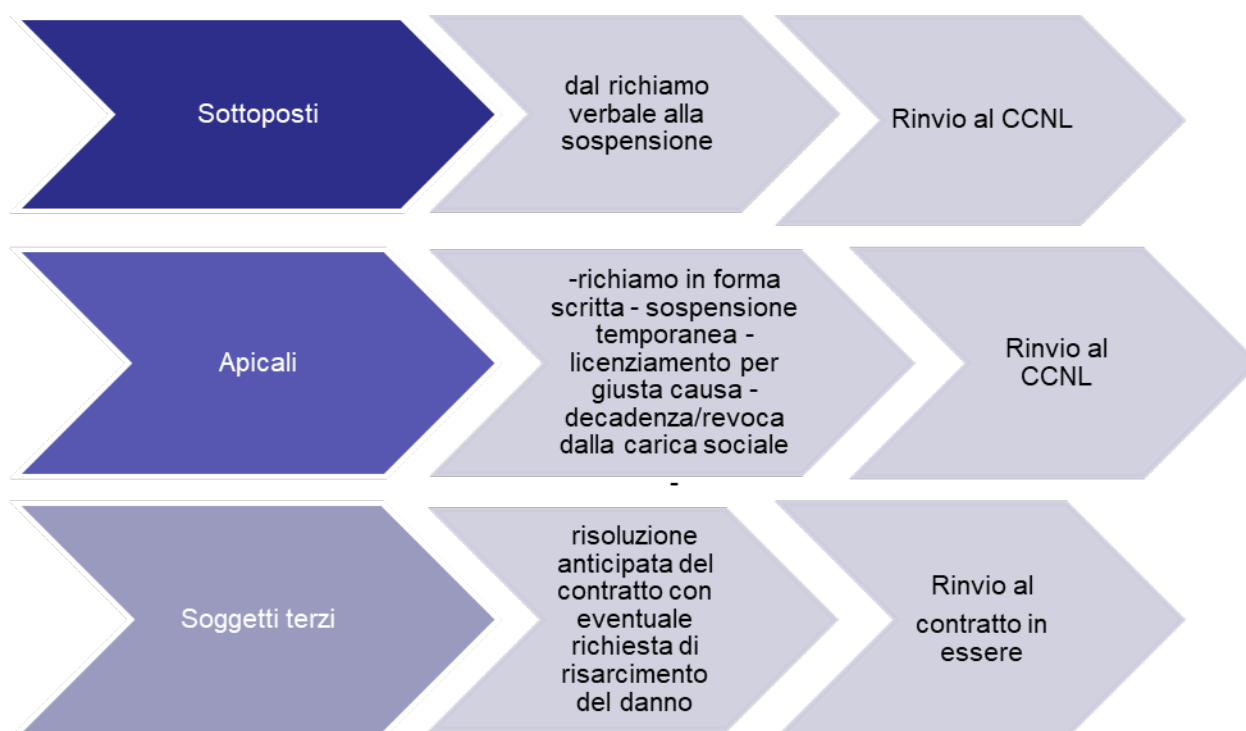 Sottoposti
dal richiamo
verbale alla
sospensione
Rinvio al CCNL
Apicali
-richiamo in forma
scritta - sospensione
temporanea -
licenziamento per
giusta causa -
decadenza/revoca
dalla carica sociale
-
Rinvio al
CCNL
Soggetti terzi
risoluzione
anticipata del
contratto con
eventuale
richiesta di
risarcimento
del danno
Rinvio al
contratto in
essere